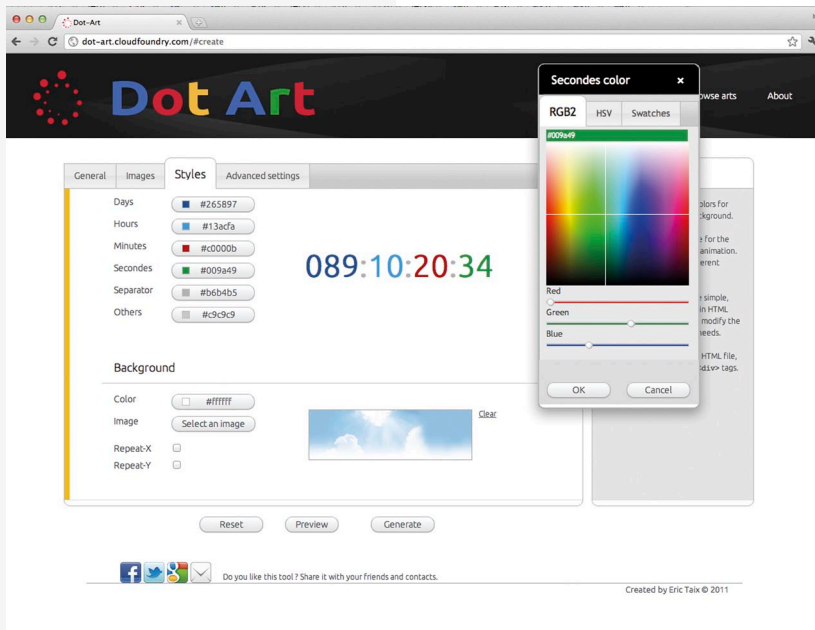 Dot-Art
dot-art.cloudfoundry.com/#create
Dot Art
owse arts
About
Secondes color
RGB2
HSV
Swatches
#009a49
Red
Green
Blue
OK
Cancel
General
Images
Styles
Advanced settings
Days
#265897
Hours
#13acfa
Minutes
#c0000b
Secondes
#009a49
Separator
#b6b4b5
Others
#c9c9c9
089:10:20:34
Background
Color
#ffffff
Image
Select an image
Clear
Repeat-X
Repeat-Y
olors for
ckground.
e for the
animation.
erent
simple,
in HTML
modify the
needs.
HTML file,
<div> tags.
Reset
Preview
Generate
Do you like this tool ? Share it with your friends and contacts.
Created by Eric Taix © 2011